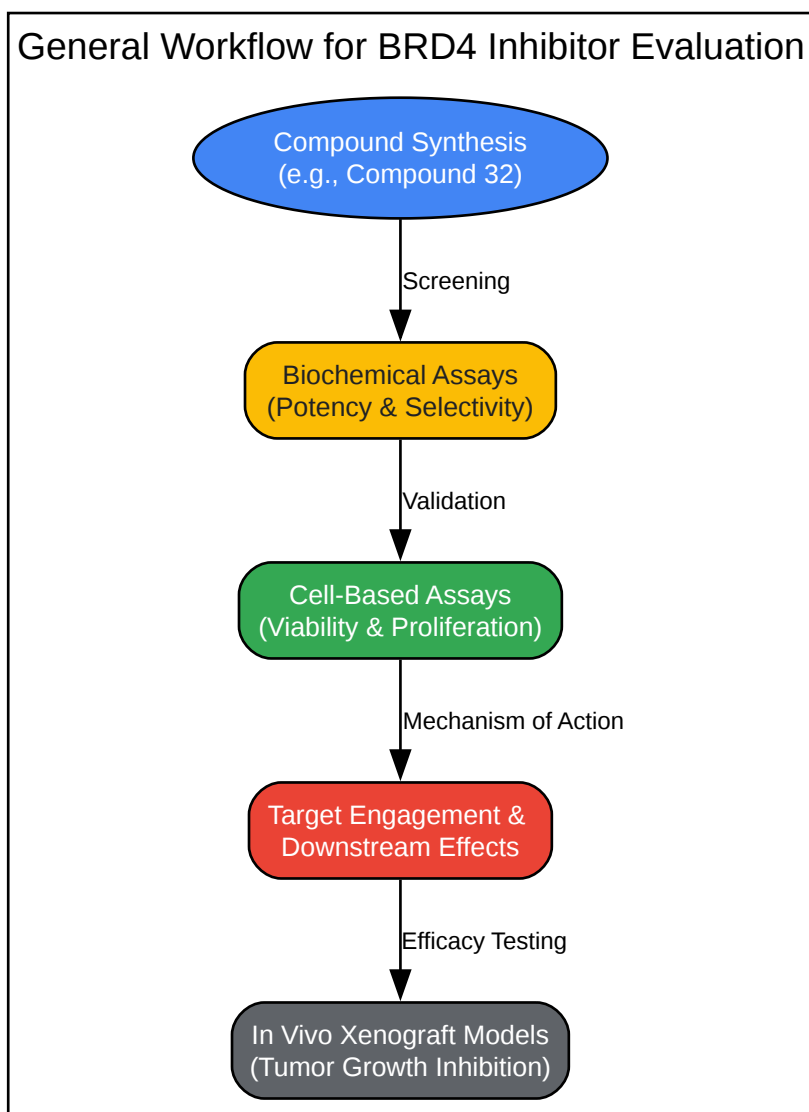 General Workflow for BRD4 Inhibitor Evaluation
Compound Synthesis
(e.g., Compound 32)
Screening
Biochemical Assays
(Potency & Selectivity)
Validation
Cell-Based Assays
(Viability & Proliferation)
Mechanism of Action
Target Engagement &
Downstream Effects
Efficacy Testing
In Vivo Xenograft Models
(Tumor Growth Inhibition)